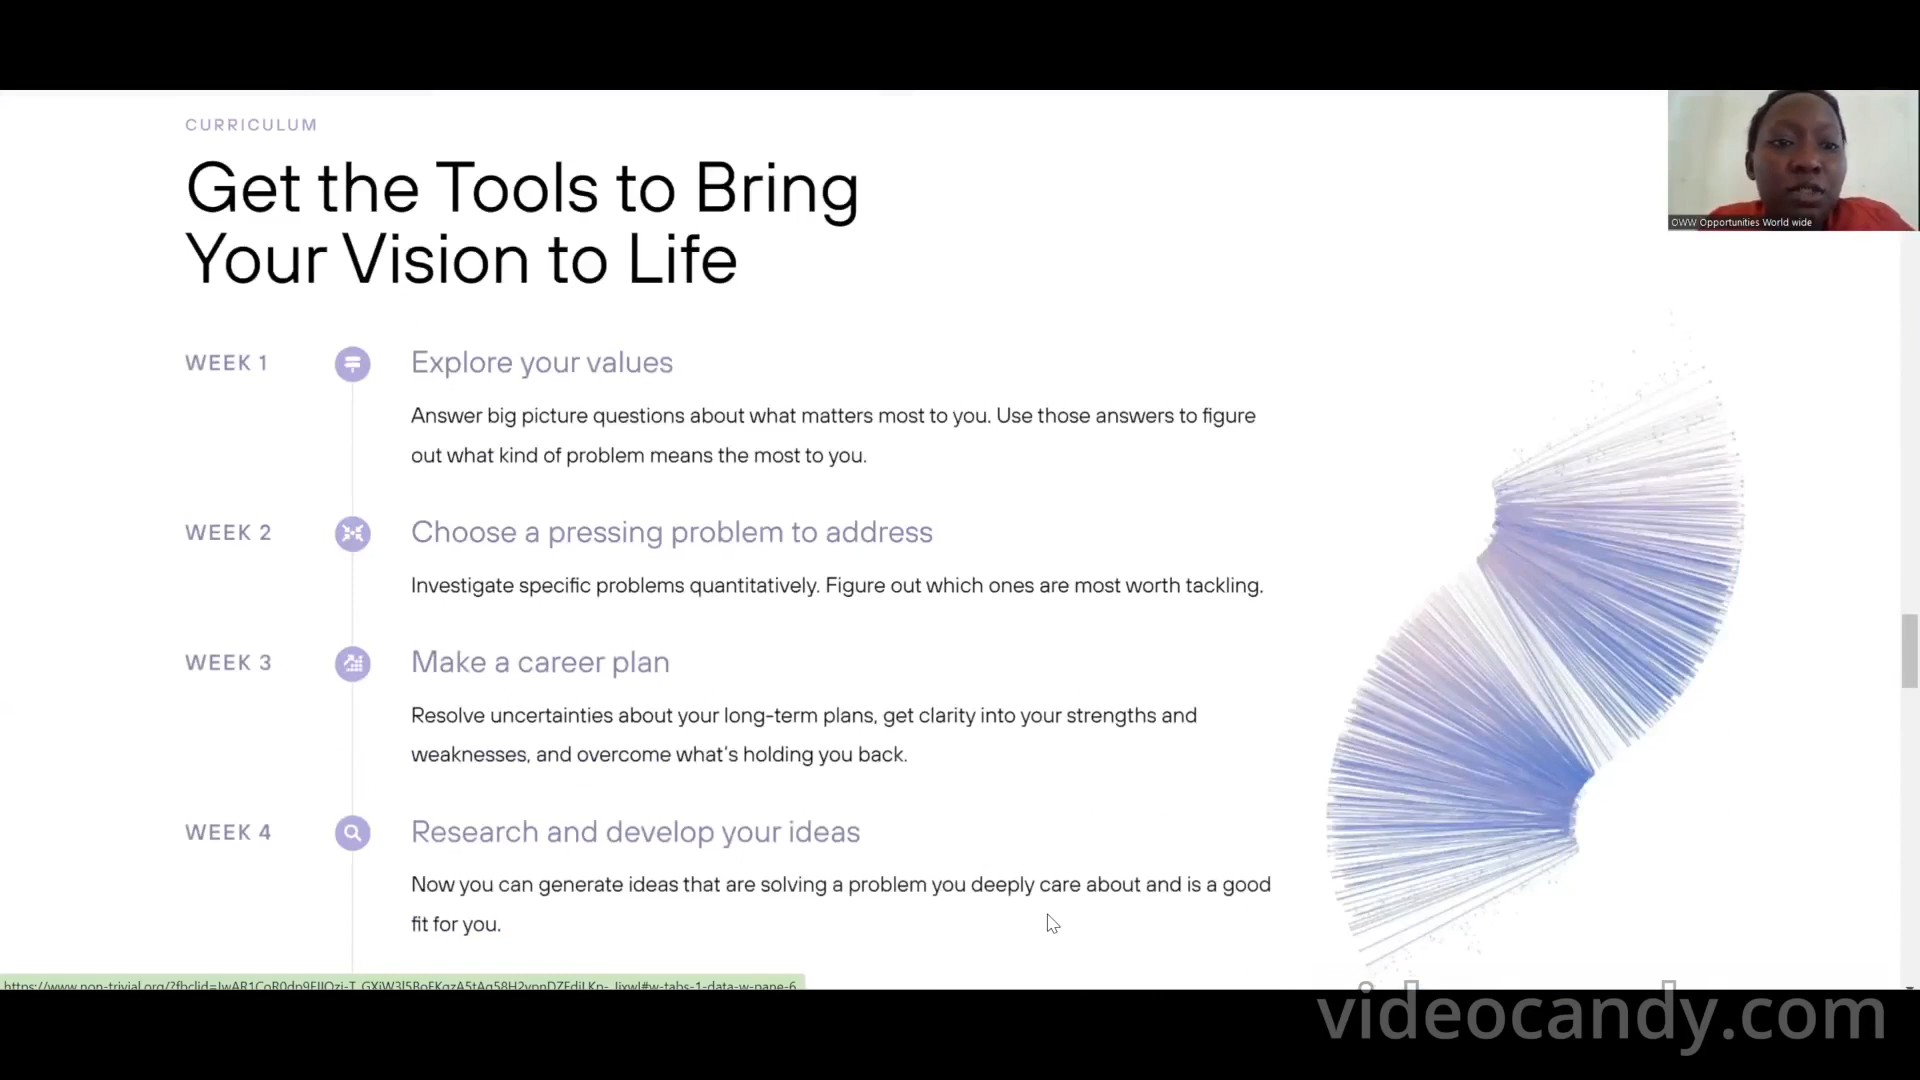 CURRICULUM
Get the Tools to Bring
Your Vision to Life
WEEK 1
Explore your values
Answer big picture questions about what matters most to you. Use those answers to figure
out what kind of problem means the most to you.
WEEK 2
Choose a pressing problem to address
Investigate specific problems quantitatively. Figure out which ones are most worth tackling.
WEEK 3
Make a career plan
Resolve uncertainties about your long-term plans, get clarity into your strengths and
weaknesses, and overcome what's holding you back.
WEEK 4
Research and develop your ideas
Now you can generate ideas that are solving a problem you deeply care about and is a good
fit for you.
OWW Opportunities World wide
videocandy.com